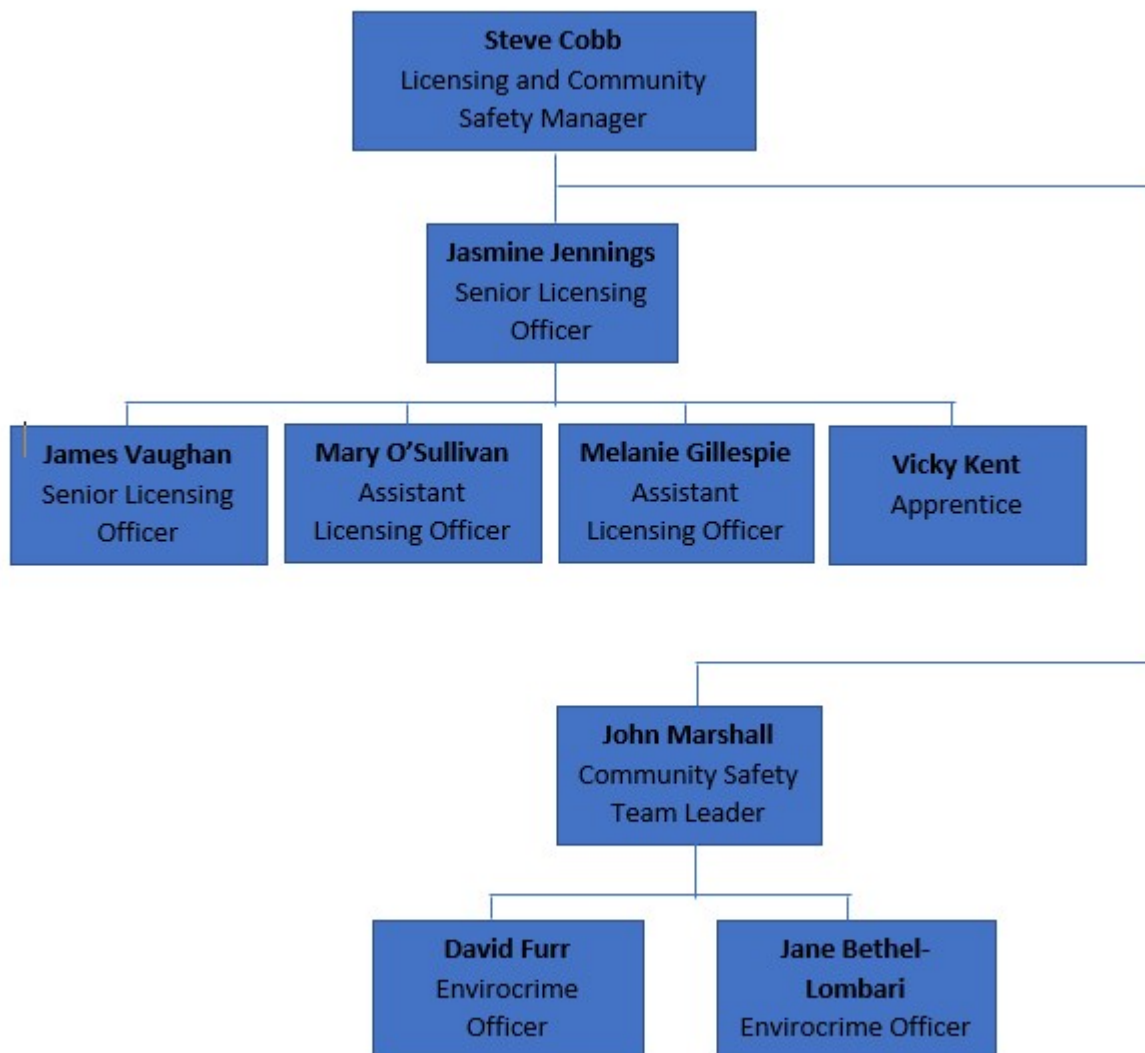 Steve Cobb
Licensing and Community
Safety Manager
Jasmine Jennings
Senior Licensing
Officer
James Vaughan
Senior Licensing
Officer
Mary O’Sullivan
Assistant
Licensing Officer
Melanie Gillespie
Assistant
Licensing Officer
Vicky Kent
Apprentice
John Marshall
Community Safety
Team Leader
David Furr
Envirocrime
Officer
Jane Bethel-
Lombari
Envirocrime Officer